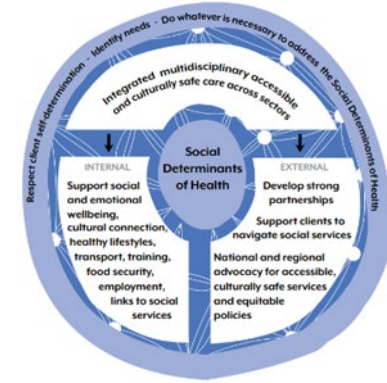 Respect client self-determination - Identify needs - Do whatever is necessary to address the Social Determinants of Health
Integrated multidisciplinary accessible
and culturally safe care across sectors
Social
Determinants
of Health
INTERNAL
Support social
and emotional
wellbeing,
cultural connection,
healthy lifestyles,
transport, training,
food security,
employment,
links to social
services
EXTERNAL
Develop strong
partnerships
Support clients to
navigate social services
National and regional
advocacy for accessible,
culturally safe services
and equitable
policies